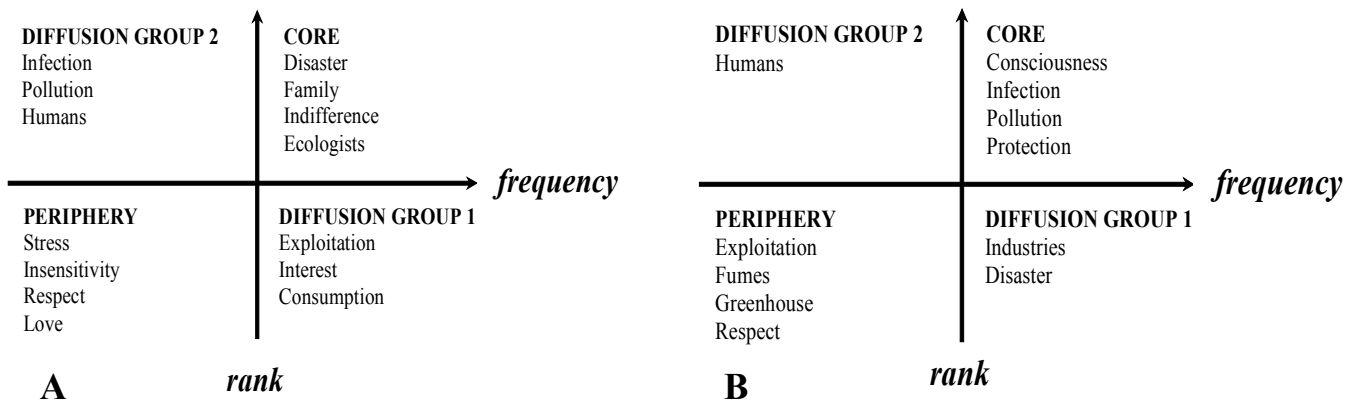 DIFFUSION GROUP 2
Infection
Pollution
Humans
CORE
Disaster
Family
Indifference
Ecologists
frequency
PERIPHERY
Stress
Insensitivity
Respect
Love
DIFFUSION GROUP 1
Exploitation
Interest
Consumption
A
rank
DIFFUSION GROUP 2
Humans
CORE
Consciousness
Infection
Pollution
Protection
frequency
PERIPHERY
Exploitation
Fumes
Greenhouse
Respect
DIFFUSION GROUP 1
Industries
Disaster
B
rank